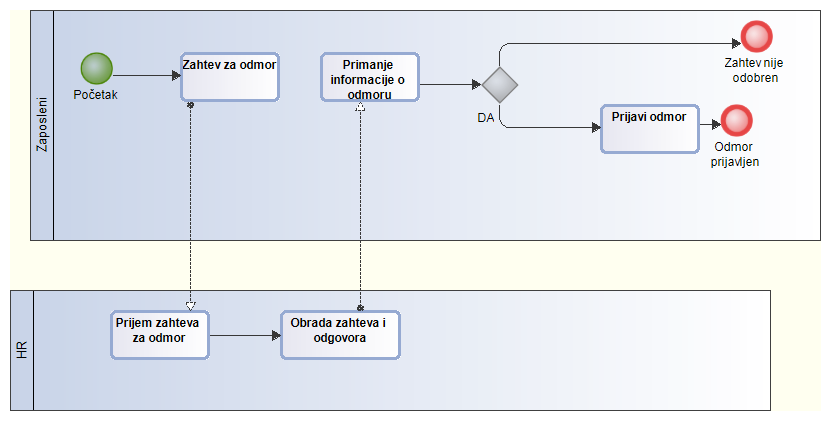 Zaposleni
Početak
Zahtev za odmor
Primanje
informacije o
odmoru
DA
Zahtev nije
odobren
Prijavi odmor
Odmor
prijavljen
HR
Prijem zahteva
za odmor
Obrada zahteva i
odgovora